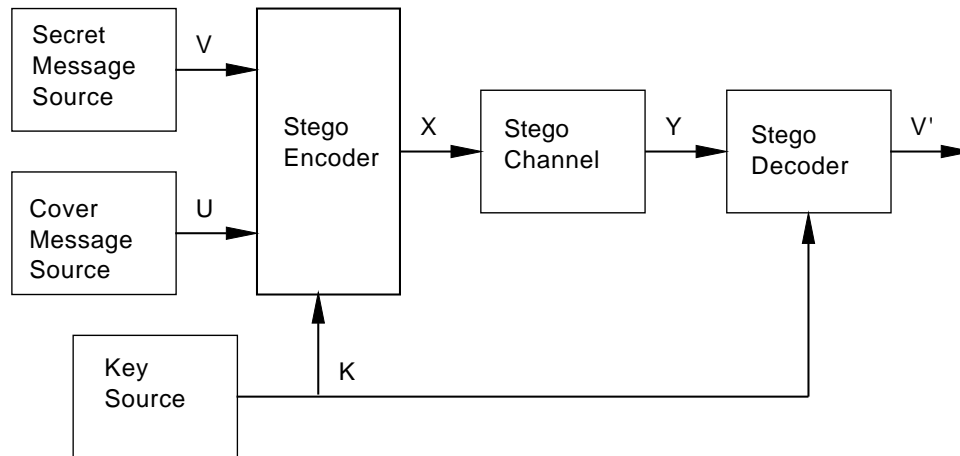 Secret
Message
Source
V
Stego
Encoder
X
Stego
Channel
Y
Stego
Decoder
V'
Cover
Message
Source
U
Key
Source
K